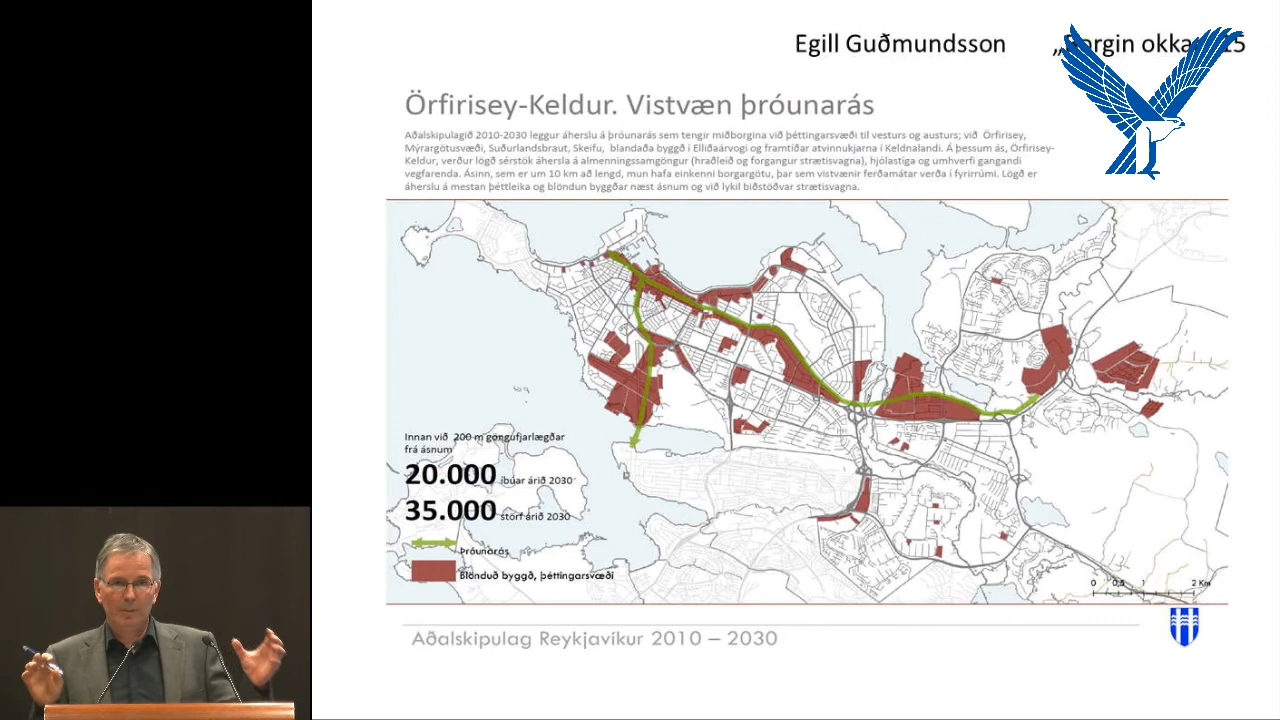 Egill Guðmundsson
Örfirisey-Keldur. Vistvæn þróunarás
Aðalskipulagið 2010-2030 leggur áherslu á þróunarás sem tengir miðborgina við þéttingarsvæði til vesturs og austurs; við Örfirisey,
Mýrargötusvæði, Suðurlandsbraut, Skeifu, blandaða byggð í Elliðaárvogi og framtíðar atvinnukjarna í Keldnalandi. Á þessum ás, Örfirisey-
Keldur, verður lögð sérstök áhersla á almenningssamgöngur (hraðleið og forgangur strætisvagna), hjólastíga og umhverfi gangandi
vegfarenda. Ásinn, sem er um 10 km að lengd, mun hafa einkenni borgargötu, þar sem vistvænir ferðamátar verða í fyrirrúmi. Lögð er
áherslu á mestan þéttleika og blöndun byggðar næst ásnum og við lykil biðstöðvar strætisvagna.
Innan við 200 m göngufjarlægðar
frá ásnum
20.000 íbúar árið 2030
35.000 störf árið 2030
Þróunarás
Blönduð byggð, þéttingarsvæði
0 0,5 1 2 Km
Aðalskipulag Reykjavíkur 2010 – 2030